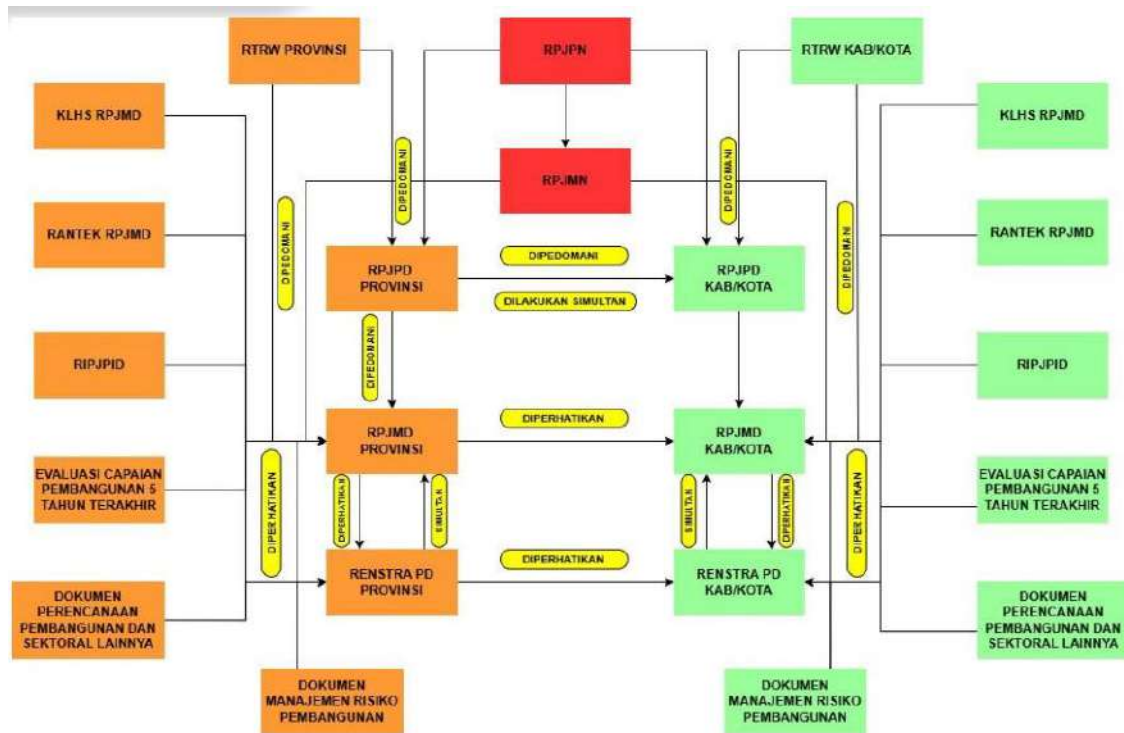 RTRW PROVINSI
RPJPN
RTRW KAB/KOTA
KLHS RPJMD
KLHS RPJMD
DIPEDOMANI
DIPEDOMANI
RPJMN
RANTEK RPJMD
DIPEDOMANI
DIPEDOMANI
RANTEK RPJMD
RPJPD
PROVINSI
DIPEDOMANI
DILAKUKAN SIMULTAN
RPJPD
KAB/KOTA
RIPJPID
DIPEDOMANI
RIPJPID
RPJMD
PROVINSI
DIPERHATIKAN
RPJMD
KAB/KOTA
EVALUASI CAPAIAN
PEMBANGUNAN 5
TAHUN TERAKHIR
DIPERHATIKAN
DIPERHATIKAN
SIMULTAN
SIMULTAN
DIPERHATIKAN
DIPERHATIKAN
EVALUASI CAPAIAN
PEMBANGUNAN 5
TAHUN TERAKHIR
RENSTRA PD
PROVINSI
DIPERHATIKAN
RENSTRA PD
KAB/KOTA
DOKUMEN
PERENCANAAN
PEMBANGUNAN DAN
SEKTORAL LAINNYA
DOKUMEN
PERENCANAAN
PEMBANGUNAN DAN
SEKTORAL LAINNYA
DOKUMEN
MANAJEMEN RISIKO
PEMBANGUNAN
DOKUMEN
MANAJEMEN RISIKO
PEMBANGUNAN